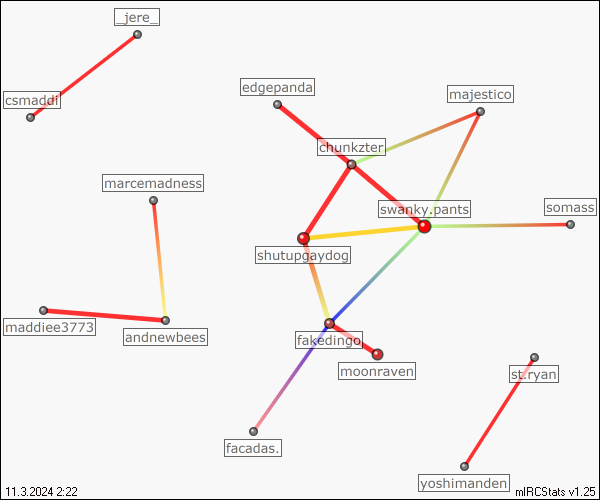 _jere_
csmaddi
edgepanda
majestico
chunkzter
marcemadness
swanky.pants
somass
shutupgaydog
maddiee3773
andnewbees
fakedingo
moonraven
st.ryan
facadas.
yoshimanden
11.3.2024 2:22
mIRCStats v1.25